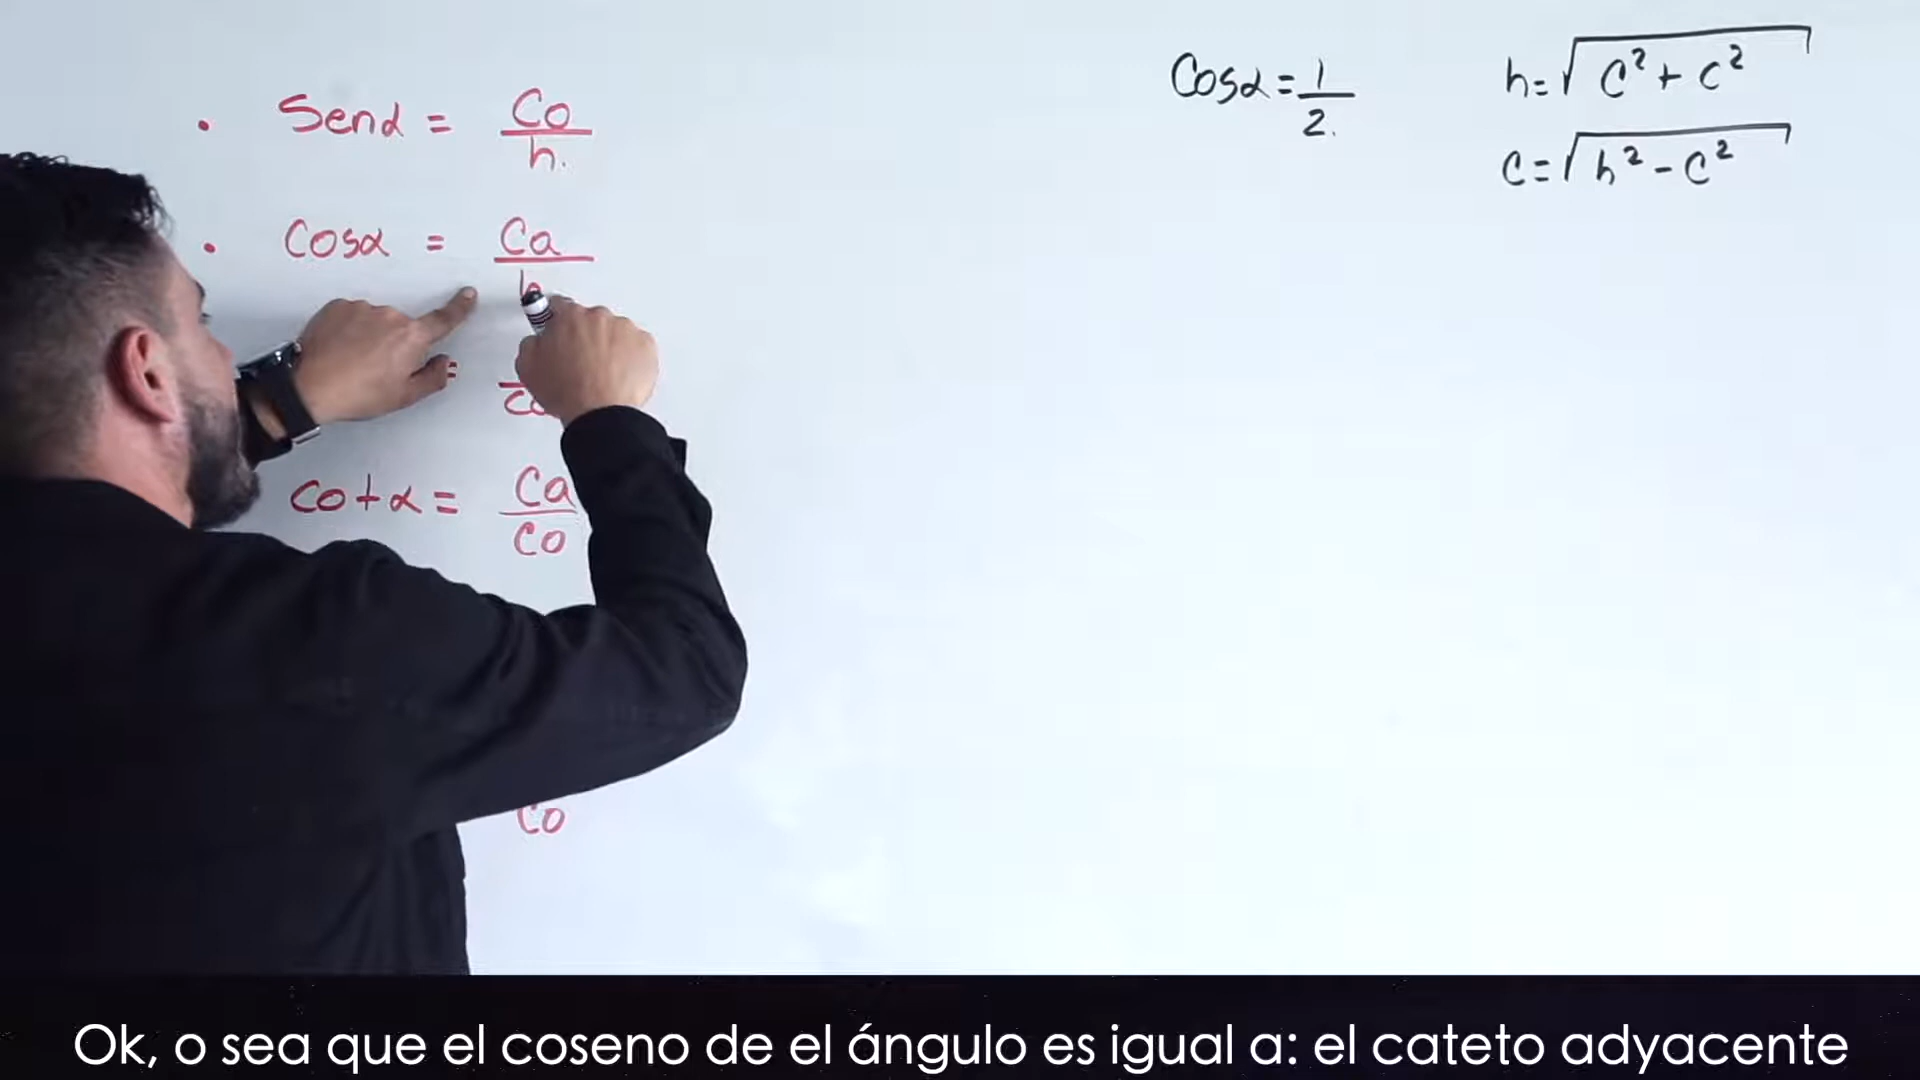 • Senα = Co/h.
• Cosα = Ca/h
=
cotα = Ca/co
Co
Cosα = 1/2.
h = √c² + c²
c = √h² - c²
Ok, o sea que el coseno de el ángulo es igual a: el cateto adyacente